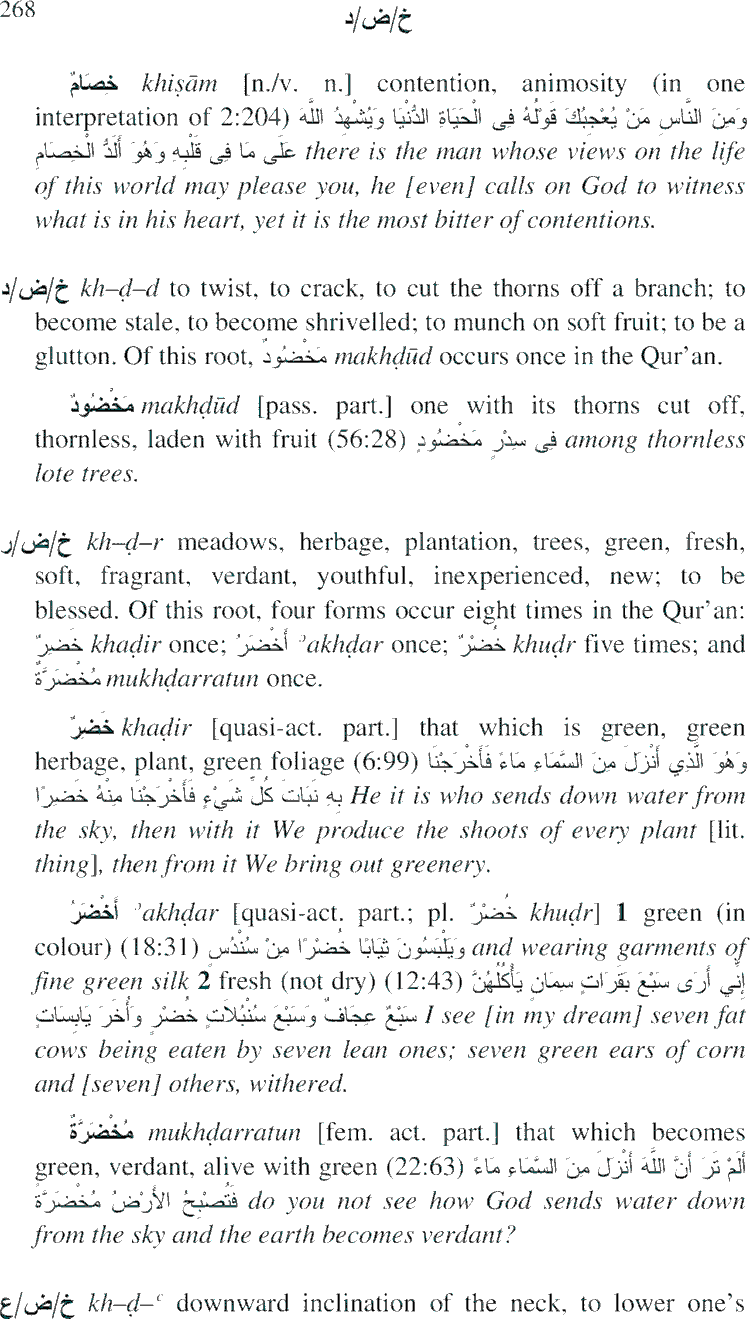 268
خ/ض/د
خِصَامٌ khiṣām [n./v. n.] contention, animosity (in one
interpretation of 2:204) وَمِنَ النَّاسِ مَنْ يُعْجِبُكَ قَوْلُهُ فِى الْحَيَاةِ الدُّنْيَا وَيُشْهِدُ اللَّهَ
عَلَى مَا فِى قَلْبِهِ وَهُوَ أَلَدُّ الْخِصَامِ there is the man whose views on the life
of this world may please you, he [even] calls on God to witness
what is in his heart, yet it is the most bitter of contentions.
خ/ض/د kh–ḍ–d to twist, to crack, to cut the thorns off a branch; to
become stale, to become shrivelled; to munch on soft fruit; to be a
glutton. Of this root, مَخْضُودٌ makhḍūd occurs once in the Qur’an.
مَخْضُودٌ makhḍūd [pass. part.] one with its thorns cut off,
thornless, laden with fruit (56:28) فِى سِدْرٍ مَخْضُودٍ among thornless
lote trees.
خ/ض/ر kh–ḍ–r meadows, herbage, plantation, trees, green, fresh,
soft, fragrant, verdant, youthful, inexperienced, new; to be
blessed. Of this root, four forms occur eight times in the Qur’an:
خَضِرٌ khaḍir once; أَخْضَرُ ʾakhḍar once; خُضْرٌ khuḍr five times; and
مُخْضَرَّةٌ mukhḍarratun once.
خَضِرٌ khaḍir [quasi-act. part.] that which is green, green
herbage, plant, green foliage (6:99) وَهُوَ الَّذِي أَنْزَلَ مِنَ السَّمَاءِ مَاءً فَأَخْرَجْنَا
بِهِ نَبَاتَ كُلِّ شَيْءٍ فَأَخْرَجْنَا مِنْهُ خَضِرًا He it is who sends down water from
the sky, then with it We produce the shoots of every plant [lit.
thing], then from it We bring out greenery.
أَخْضَرُ ʾakhḍar [quasi-act. part.; pl. خُضْرٌ khuḍr] 1 green (in
colour) (18:31) وَيَلْبَسُونَ ثِيَابًا خُضْرًا مِنْ سُنْدُسٍ and wearing garments of
fine green silk 2 fresh (not dry) (12:43) إِنِّي أَرَى سَبْعَ بَقَرَاتٍ سِمَانٍ يَأْكُلُهُنَّ
سَبْعٌ عِجَافٌ وَسَبْعَ سُنْبُلَاتٍ خُضْرٍ وَأُخَرَ يَابِسَاتٍ I see [in my dream] seven fat
cows being eaten by seven lean ones; seven green ears of corn
and [seven] others, withered.
مُخْضَرَّةٌ mukhḍarratun [fem. act. part.] that which becomes
green, verdant, alive with green (22:63) أَلَمْ تَرَ أَنَّ اللَّهَ أَنْزَلَ مِنَ السَّمَاءِ مَاءً
فَتُصْبِحُ الأَرْضُ مُخْضَرَّةً do you not see how God sends water down
from the sky and the earth becomes verdant?
خ/ض/ع kh–ḍ–ʿ downward inclination of the neck, to lower one’s